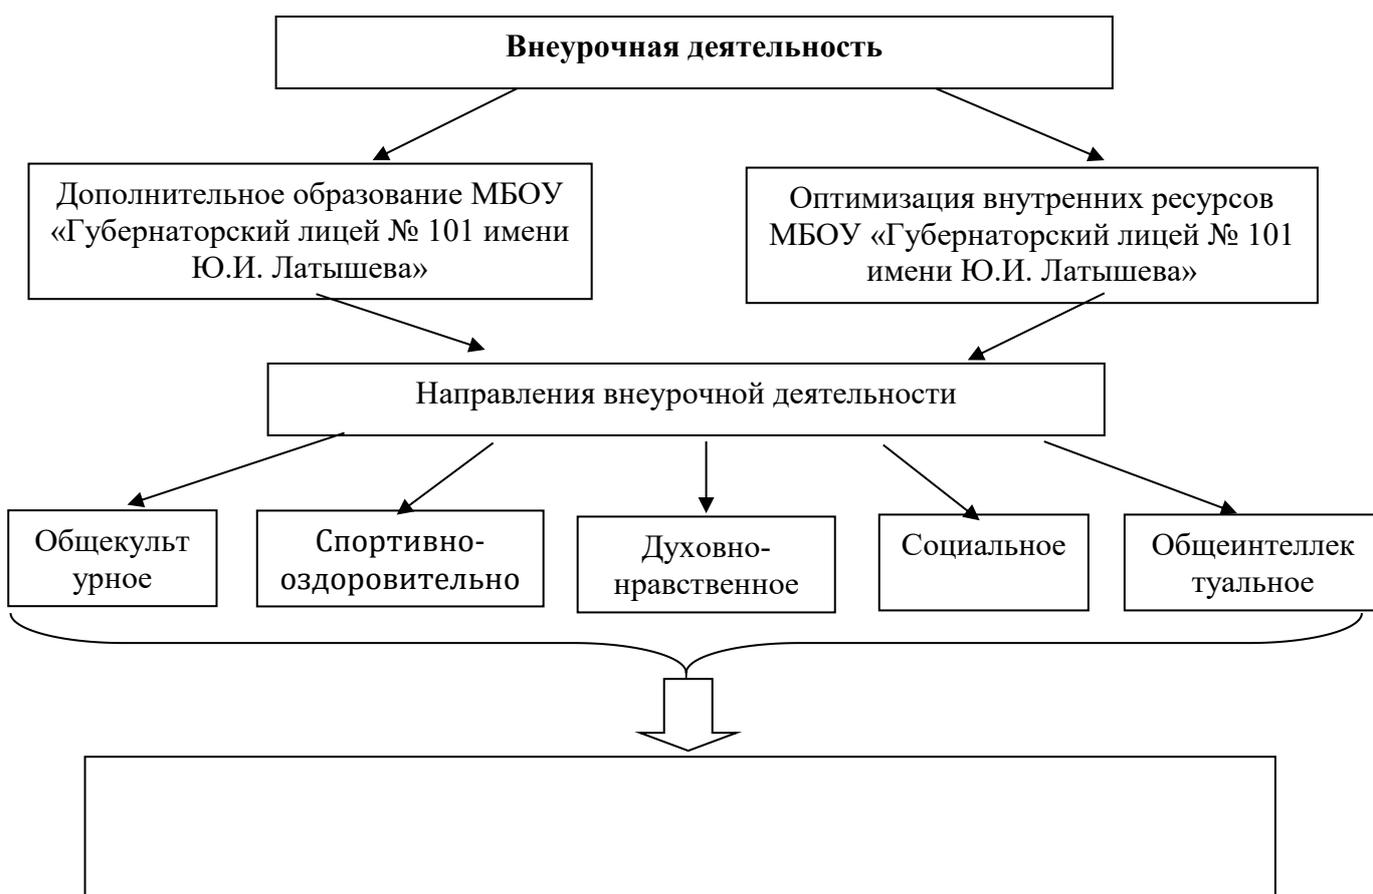 Внеурочная деятельность
Дополнительное образование МБОУ
«Губернаторский лицей № 101 имени
Ю.И. Латышева»
Оптимизация внутренних ресурсов
МБОУ «Губернаторский лицей № 101
имени Ю.И. Латышева»
Направления внеурочной деятельности
Общекульт
урное
Спортивно-
оздоровительно
Духовно-
нравственное
Социальное
Общеинтеллек
туальное